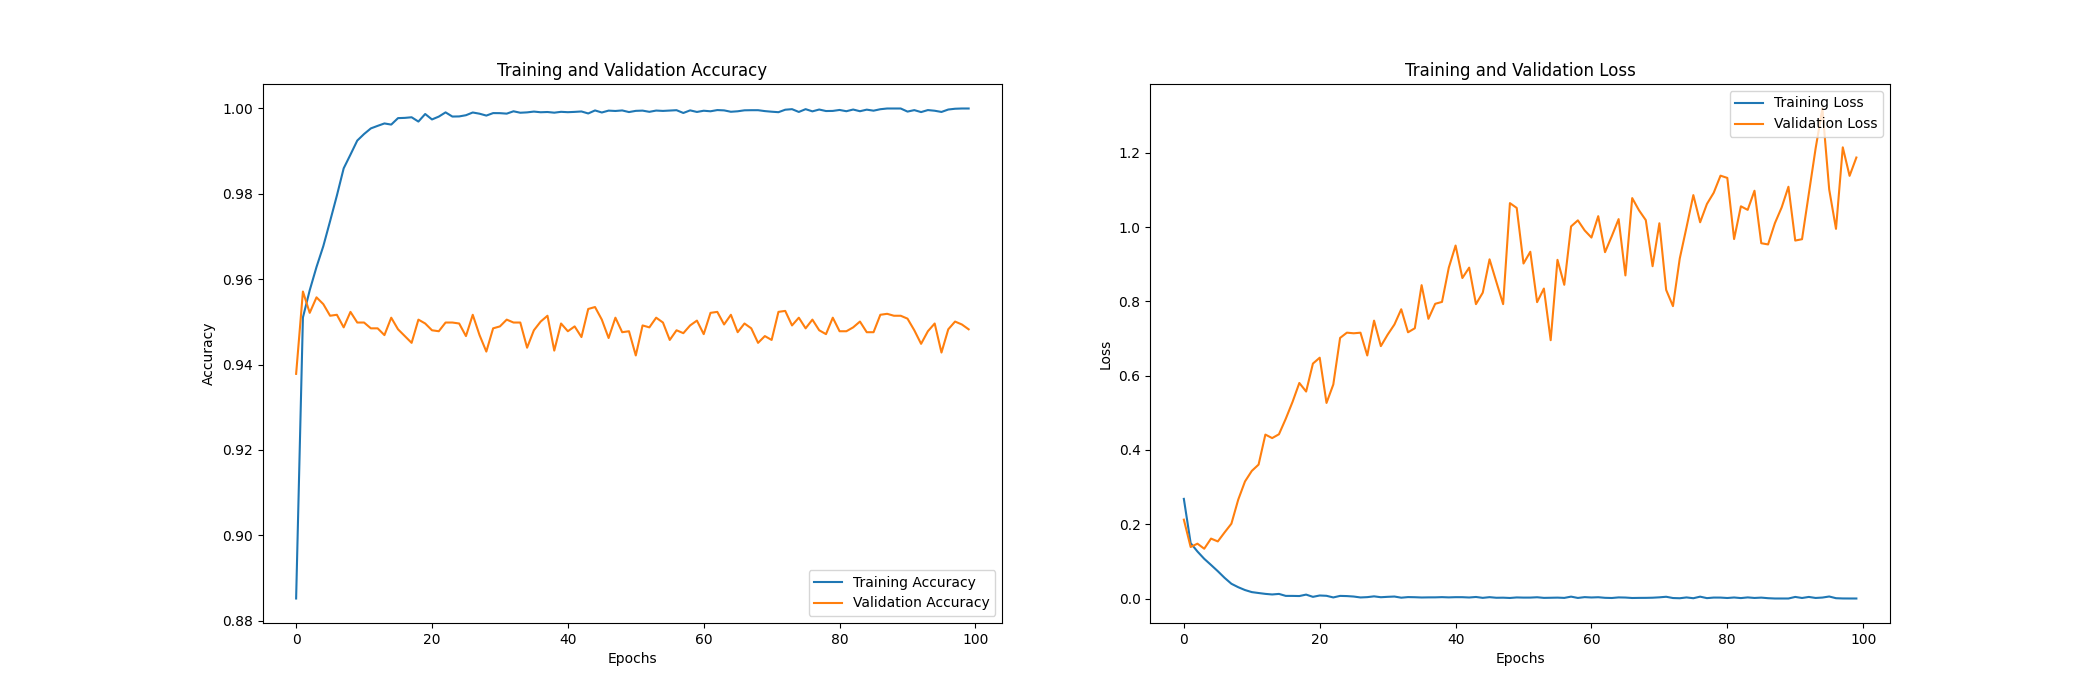 Training and Validation Accuracy
1.00
0.98
0.96
0.94
0.92
0.90
0.88
Accuracy
0
20
40
60
80
100
Epochs
Training Accuracy
Validation Accuracy
Training and Validation Loss
1.2
1.0
0.8
0.6
0.4
0.2
0.0
Loss
0
20
40
60
80
100
Epochs
Training Loss
Validation Loss